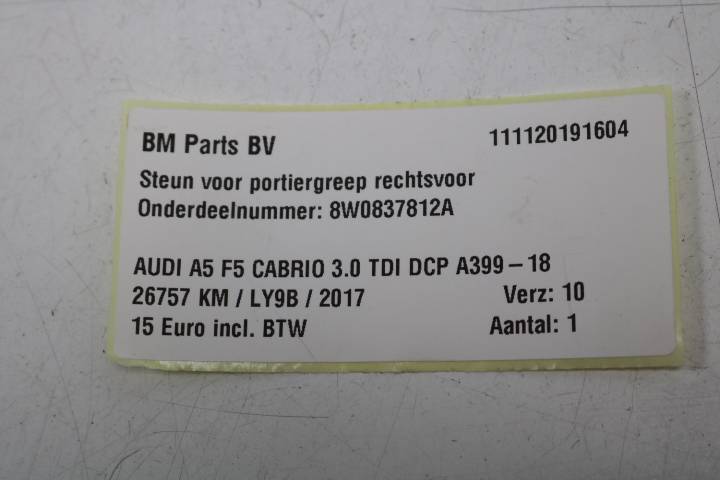 BM Parts BV 111120191604
Steun voor portiergreep rechtsvoor
Onderdeelnummer: 8W0837812A
AUDI A5 F5 CABRIO 3.0 TDI DCP A399-18
26757 KM / LY9B / 2017 Verz: 10
15 Euro incl. BTW Aantal: 1